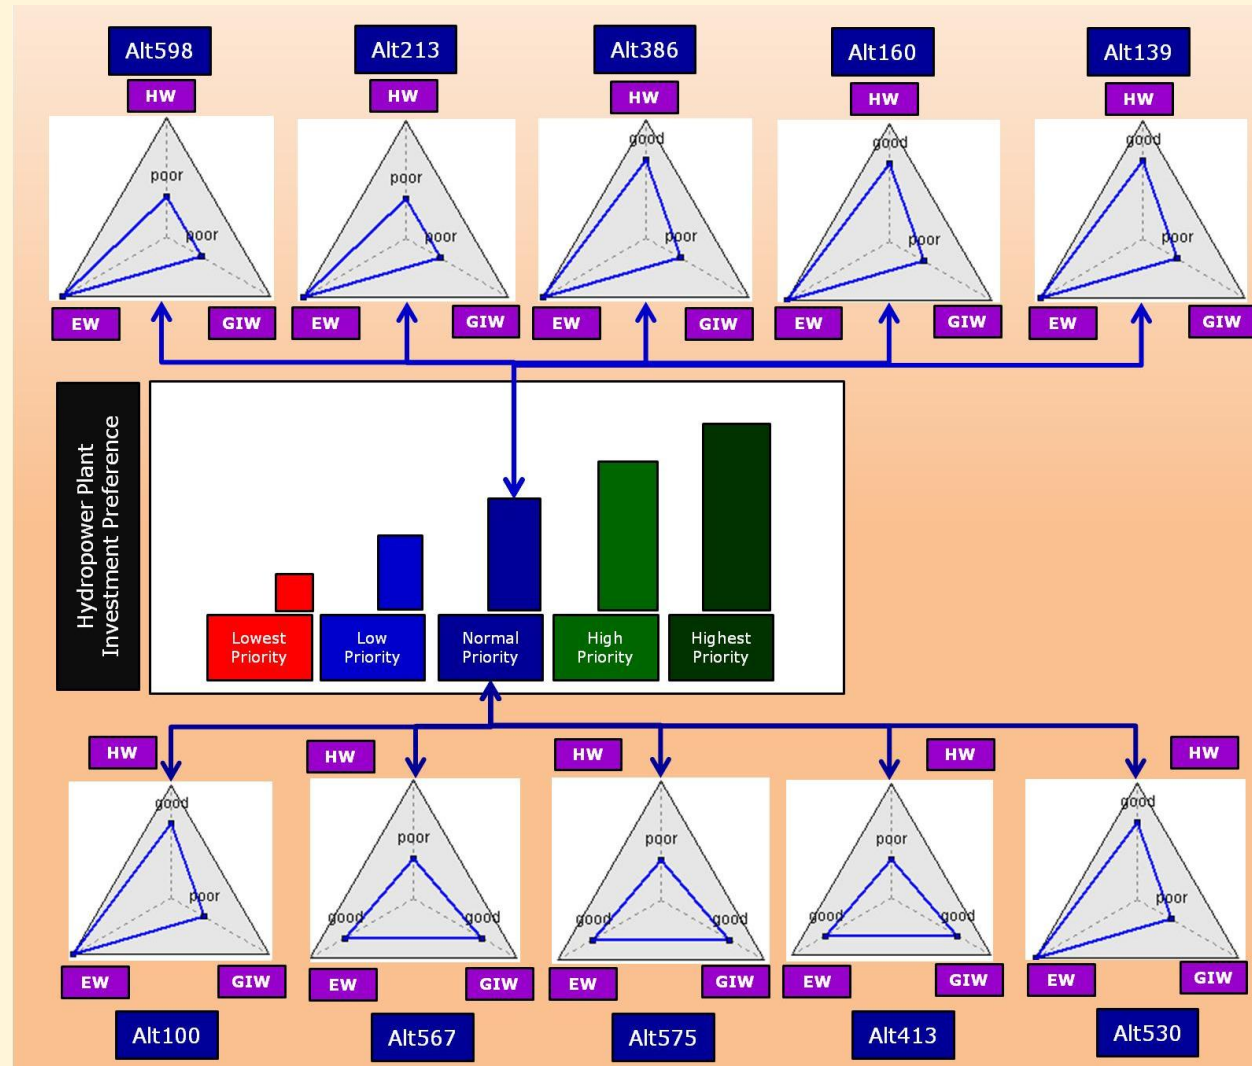 Alt598
Alt213
Alt386
Alt160
Alt139
HW
HW
HW
HW
HW
poor
poor
good
good
good
poor
poor
poor
poor
poor
EW
GIW
EW
GIW
EW
GIW
EW
GIW
EW
GIW
Hydropower Plant
Investment Preference
Lowest
Priority
Low
Priority
Normal
Priority
High
Priority
Highest
Priority
HW
HW
HW
HW
HW
good
poor
poor
poor
good
poor
good
good
good
good
good
good
poor
EW
GIW
EW
GIW
EW
GIW
EW
GIW
EW
GIW
Alt100
Alt567
Alt575
Alt413
Alt530